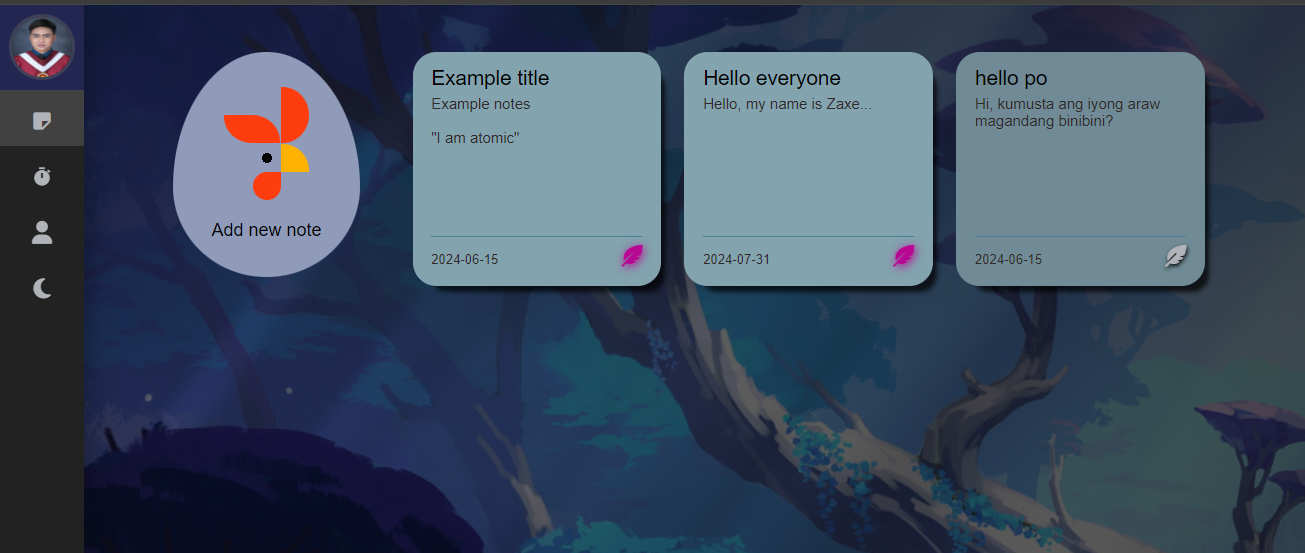 Add new note
Example title
Example notes
"I am atomic"
2024-06-15
Hello everyone
Hello, my name is Zaxe...
2024-07-31
hello po
Hi, kumusta ang iyong araw
magandang binibini?
2024-06-15